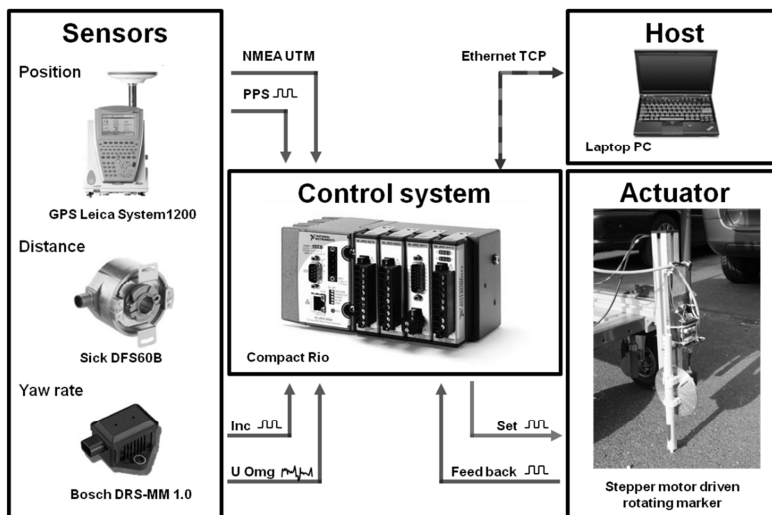 Sensors
Position
GPS Leica System1200
Distance
Sick DFS60B
Yaw rate
Bosch DRS-MM 1.0
NMEA UTM
PPS
Ethernet TCP
Host
Laptop PC
Control system
NATIONAL
INSTRUMENTS
Compact Rio
Inc
U Omg
Set
Feed back
Actuator
Stepper motor driven
rotating marker